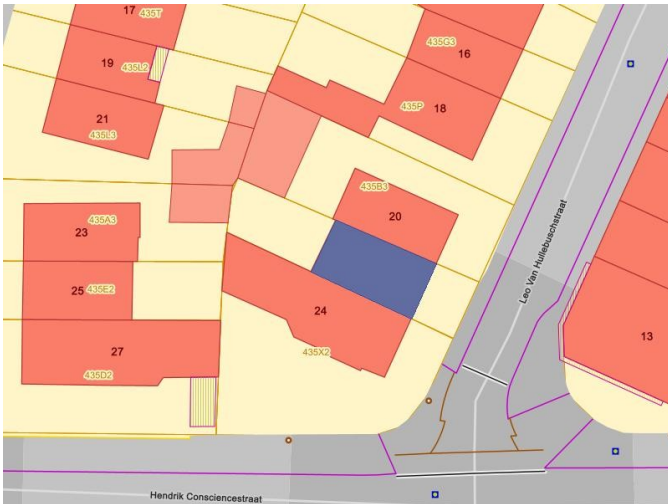 17
435T
19
435L2
21
435L3
435G3
16
435P
18
435B3
20
435A3
23
25
435E2
27
435D2
24
435X2
13
Leo Van Hullebuschstraat
Hendrik Consciencestraat